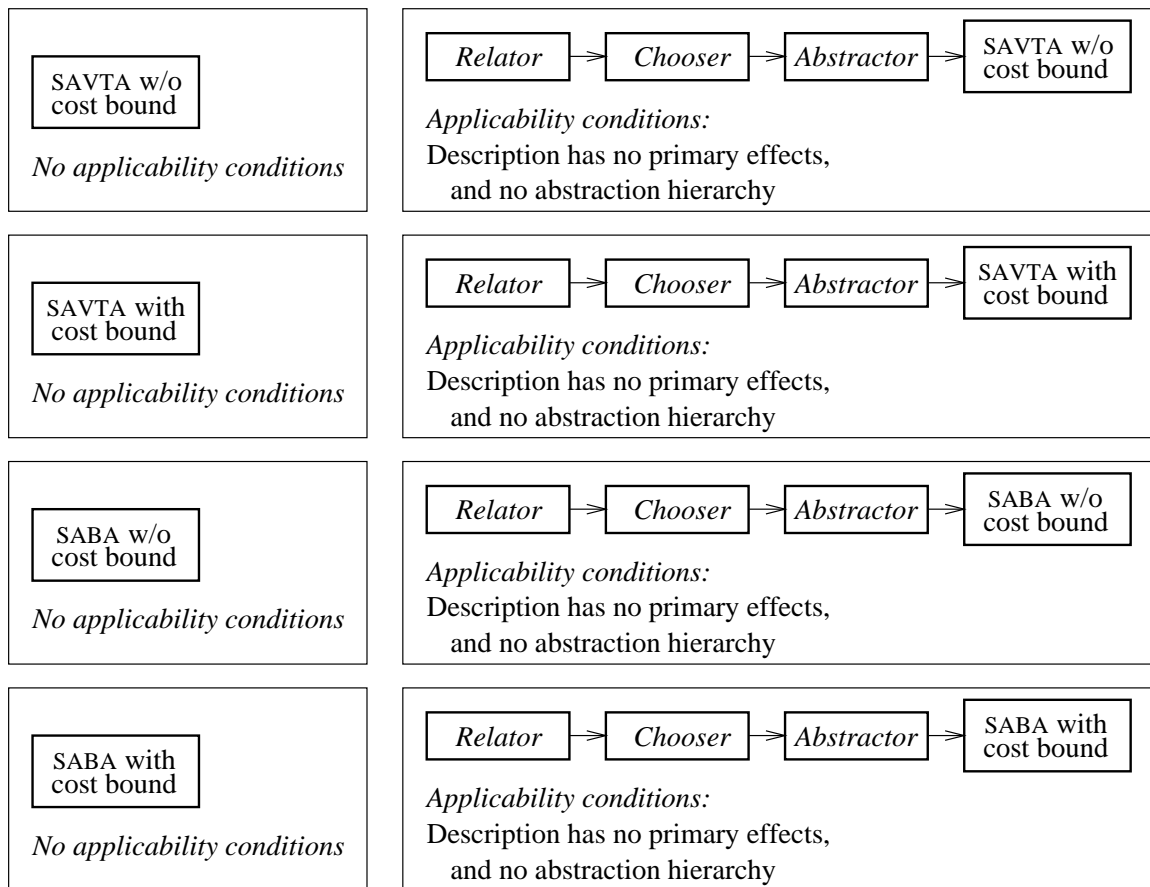 SAVTA w/o
cost bound
No applicability conditions
Relator
Chooser
Abstractor
SAVTA w/o
cost bound
Applicability conditions:
Description has no primary effects,
and no abstraction hierarchy
SAVTA with
cost bound
No applicability conditions
Relator
Chooser
Abstractor
SAVTA with
cost bound
Applicability conditions:
Description has no primary effects,
and no abstraction hierarchy
SABA w/o
cost bound
No applicability conditions
Relator
Chooser
Abstractor
SABA w/o
cost bound
Applicability conditions:
Description has no primary effects,
and no abstraction hierarchy
SABA with
cost bound
No applicability conditions
Relator
Chooser
Abstractor
SABA with
cost bound
Applicability conditions:
Description has no primary effects,
and no abstraction hierarchy